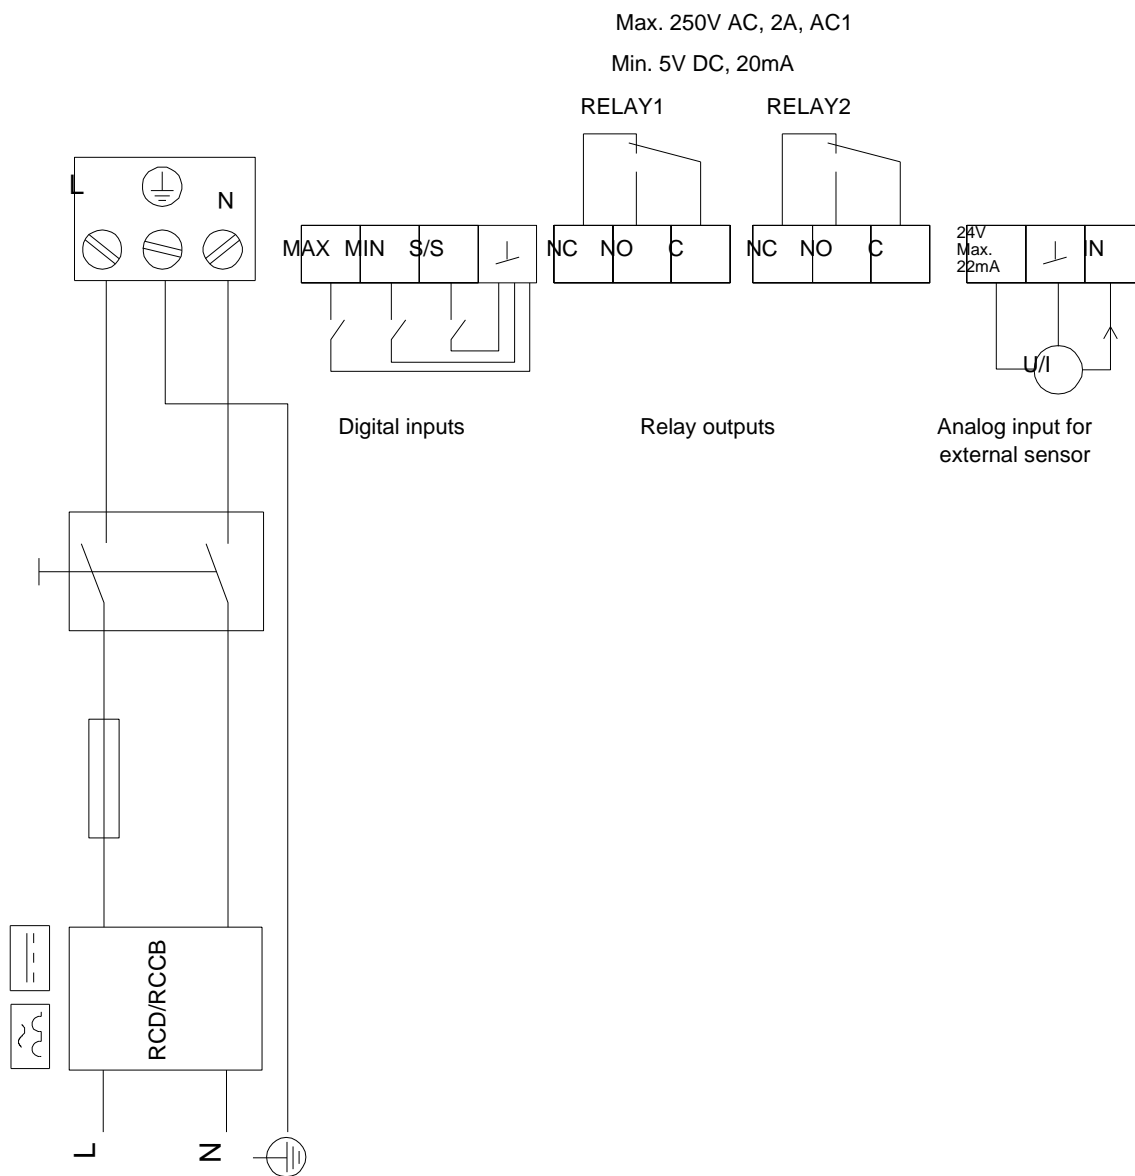 Max. 250V AC, 2A, AC1
Min. 5V DC, 20mA
RELAY1
RELAY2
L
N
MAX
MIN
S/S
NC
NO
C
NC
NO
C
24V
Max.
22mA
IN
U/I
Digital inputs
Relay outputs
Analog input for
external sensor
RCD/RCCB
L
N